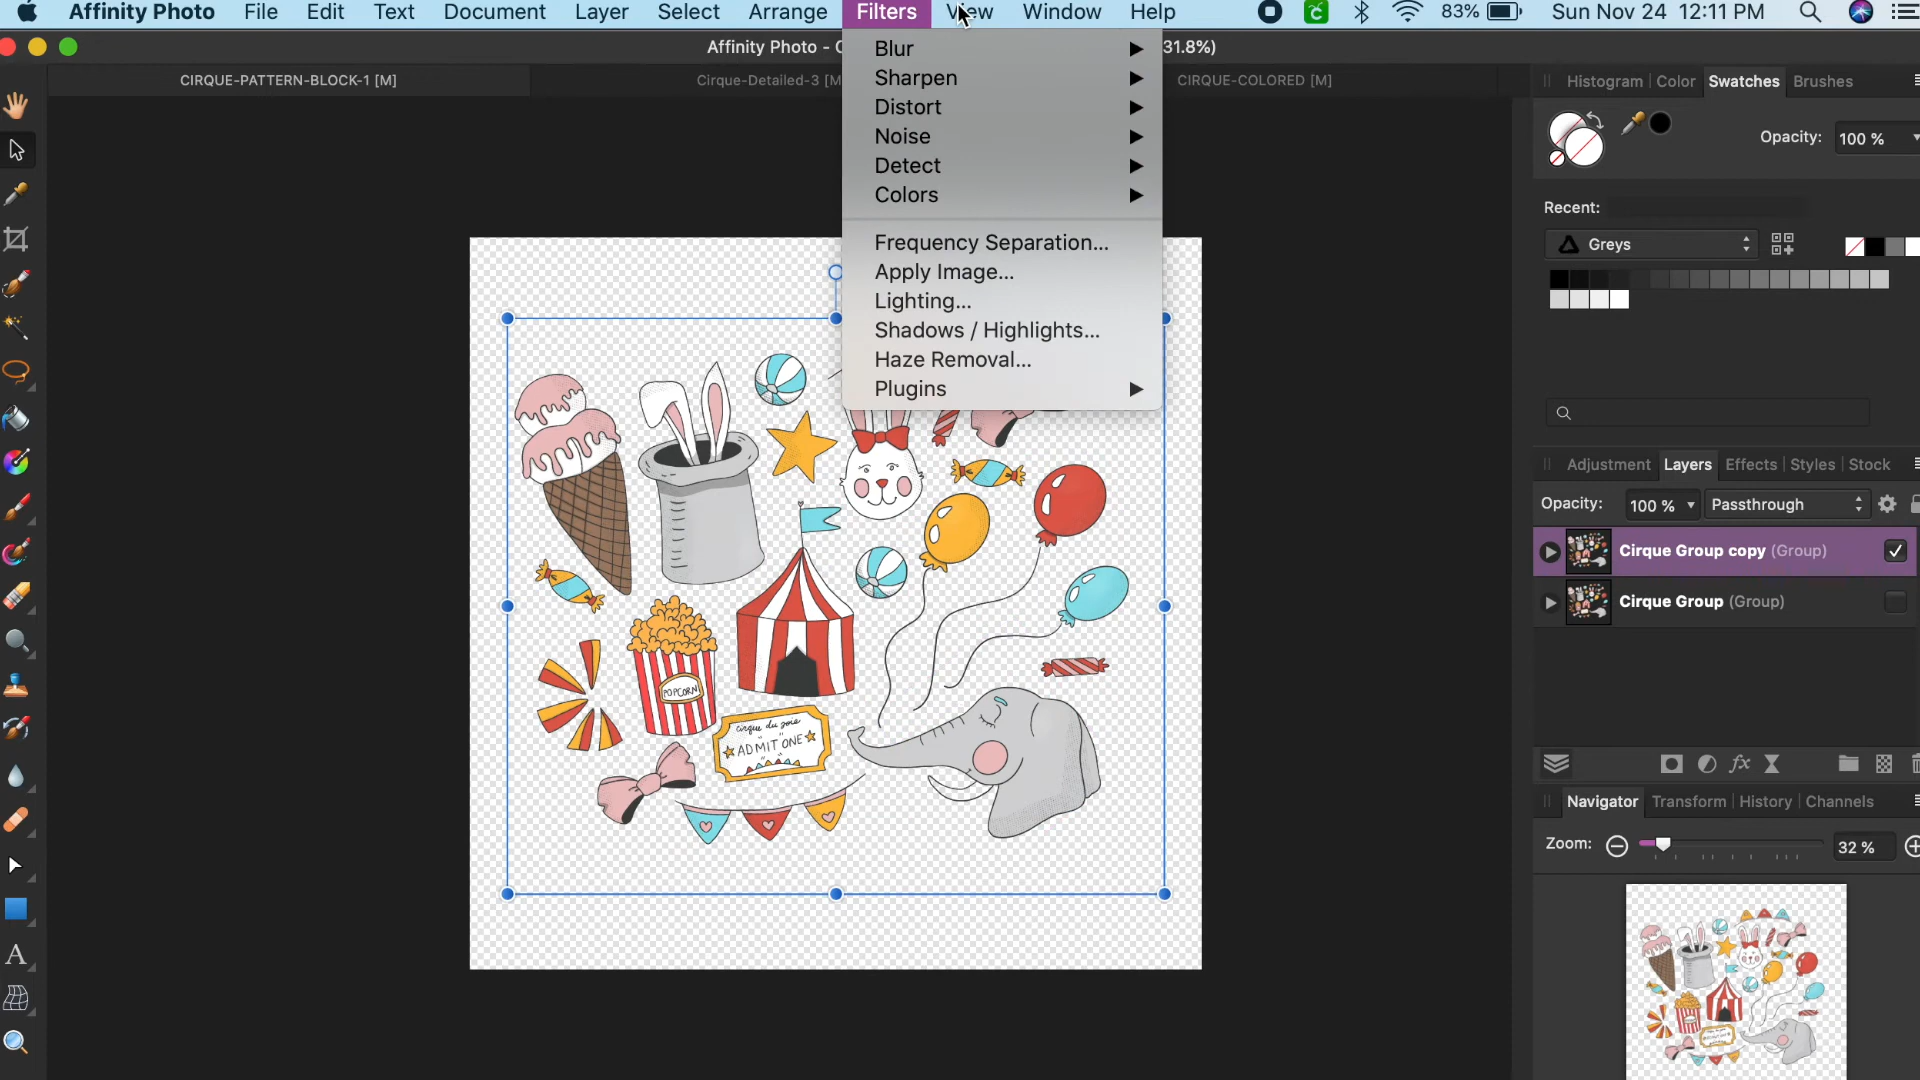 Affinity Photo File Edit Text Document Layer Select Arrange Filters View Window Help 83% Sun Nov 24 12:11 PM
Affinity Photo - C 31.8%)
CIRQUE-PATTERN-BLOCK-1 [M] Cirque-Detailed-3 [M CIRQUE-COLORED [M]
Blur
Sharpen
Distort
Noise
Detect
Colors
Frequency Separation...
Apply Image...
Lighting...
Shadows / Highlights...
Haze Removal...
Plugins
POPCORN
cirque du joie
ADMIT ONE
Histogram Color Swatches Brushes
Opacity: 100 %
Recent:
Greys
Adjustment Layers Effects Styles Stock
Opacity: 100 % Passthrough
Cirque Group copy (Group)
Cirque Group (Group)
fx
Navigator Transform History Channels
Zoom: 32 %